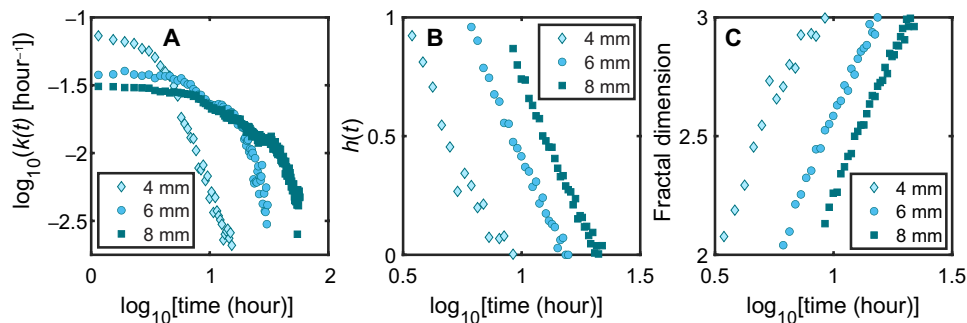 A
log₁₀(k(t) [hour⁻¹])
−1
−1.5
−2
−2.5
0
1
2
log₁₀[time (hour)]
4 mm
6 mm
8 mm
B
h(t)
1
0.5
0
0.5
1
1.5
log₁₀[time (hour)]
4 mm
6 mm
8 mm
C
Fractal dimension
3
2.5
2
0.5
1
1.5
log₁₀[time (hour)]
4 mm
6 mm
8 mm